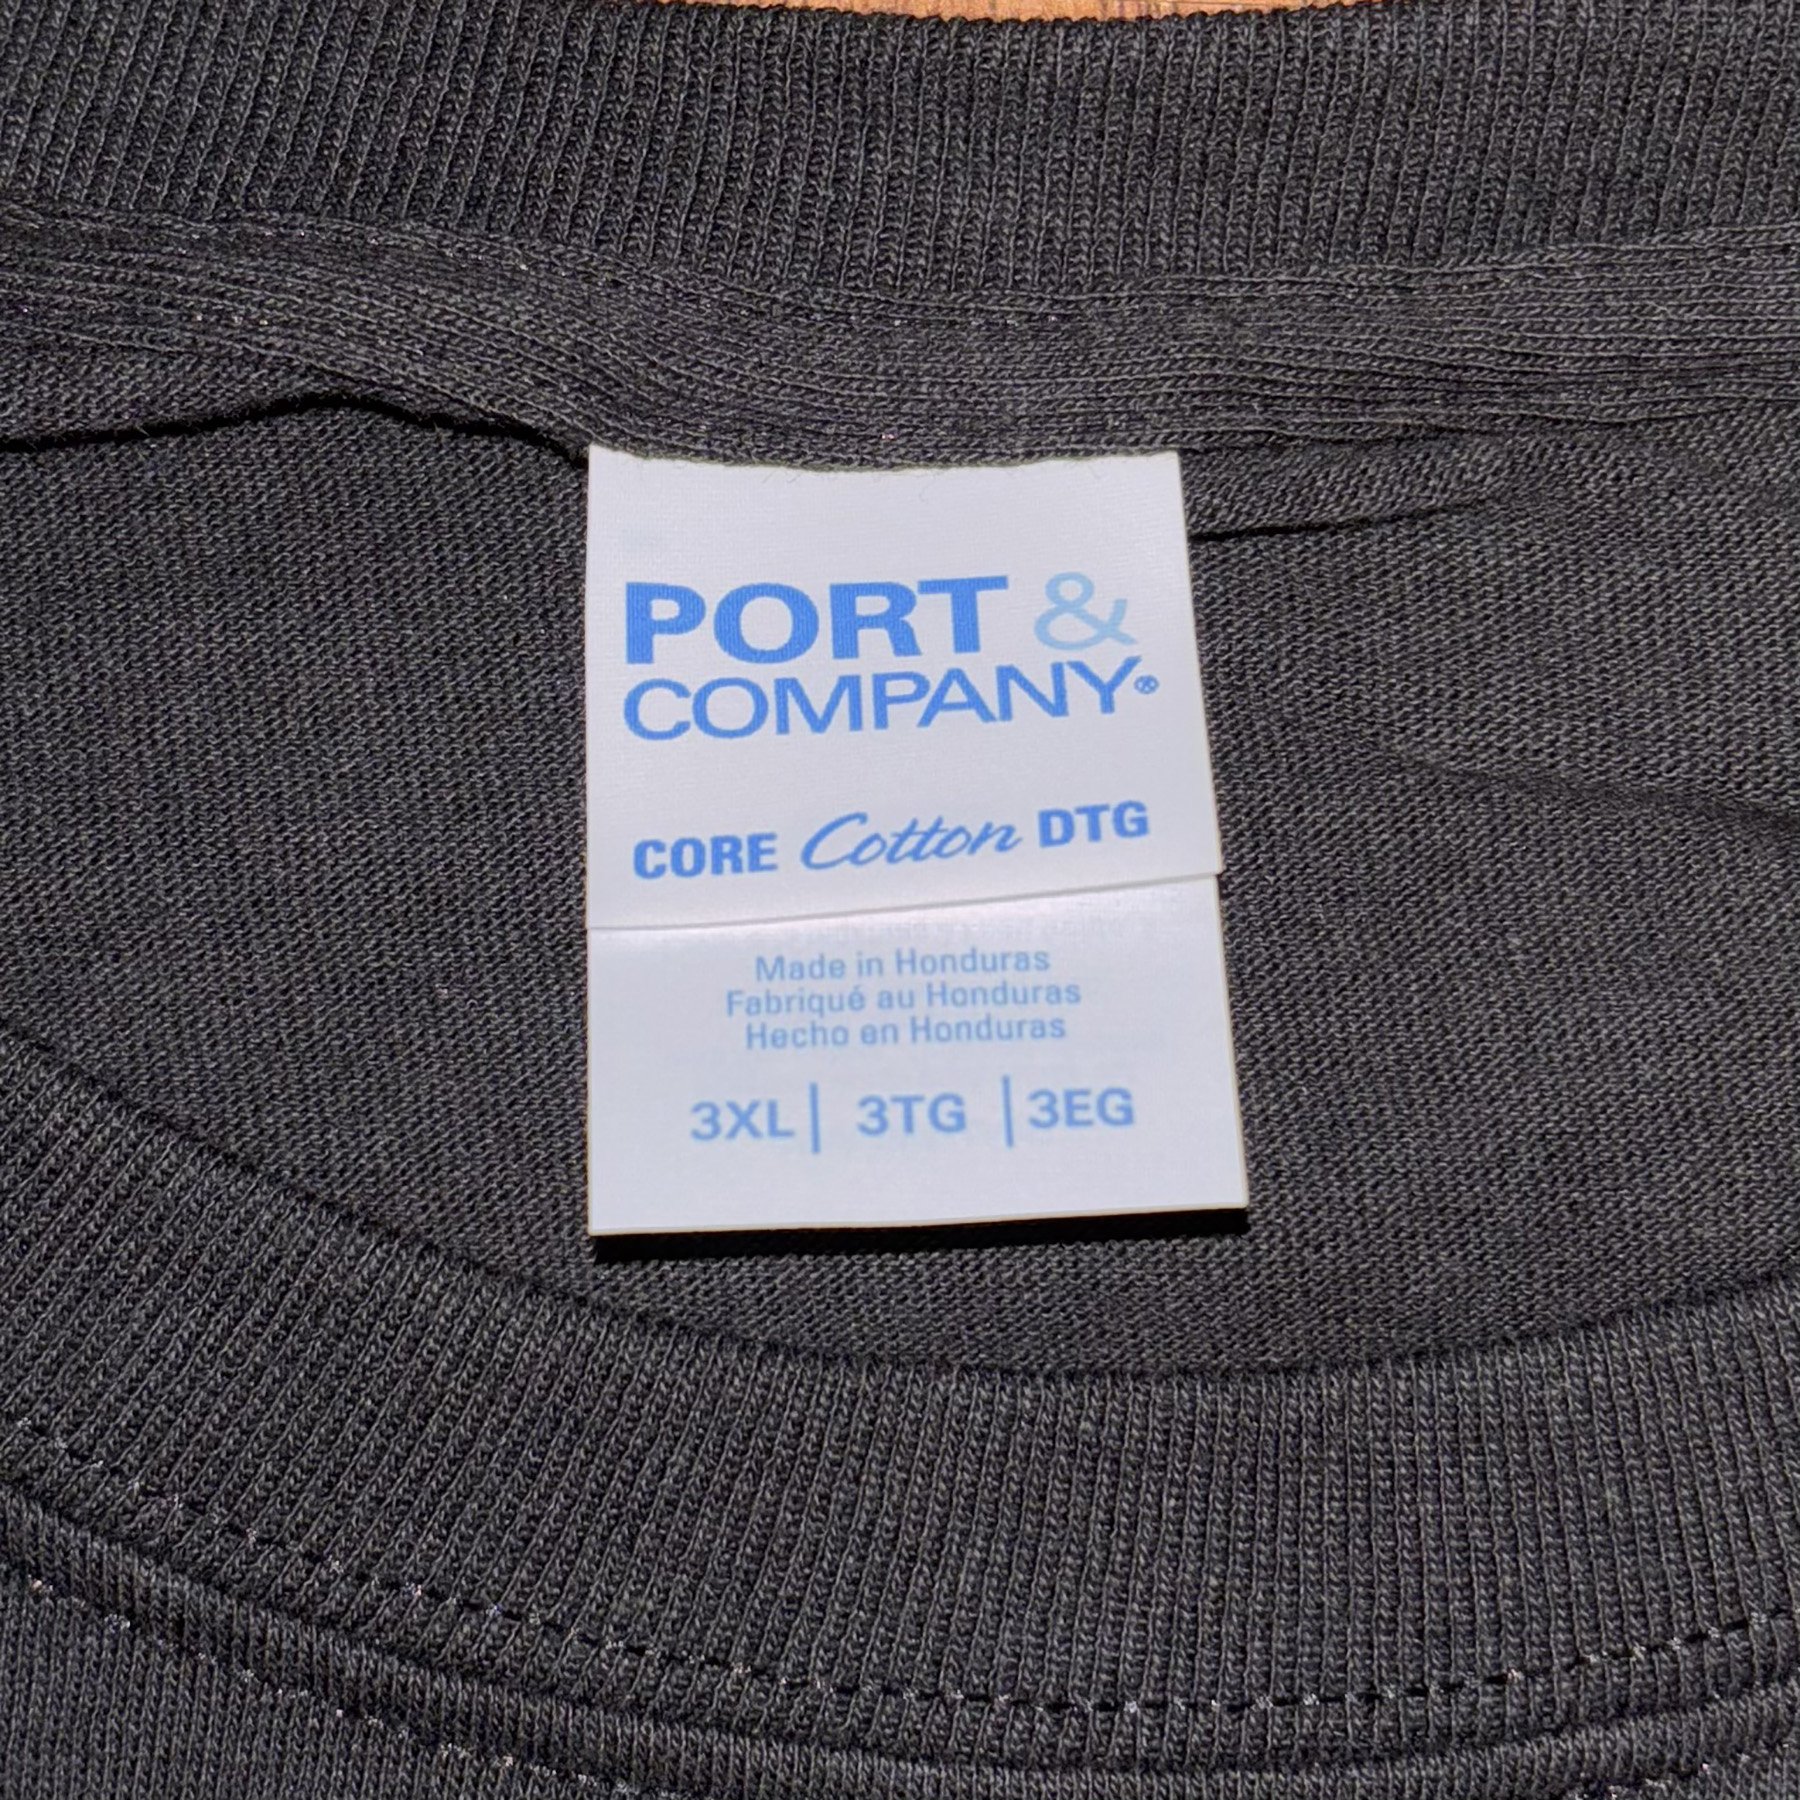 PORT &
COMPANY®
CORE Cotton DTG
Made in Honduras
Fabriqué au Honduras
Hecho en Honduras
3XL | 3TG | 3EG